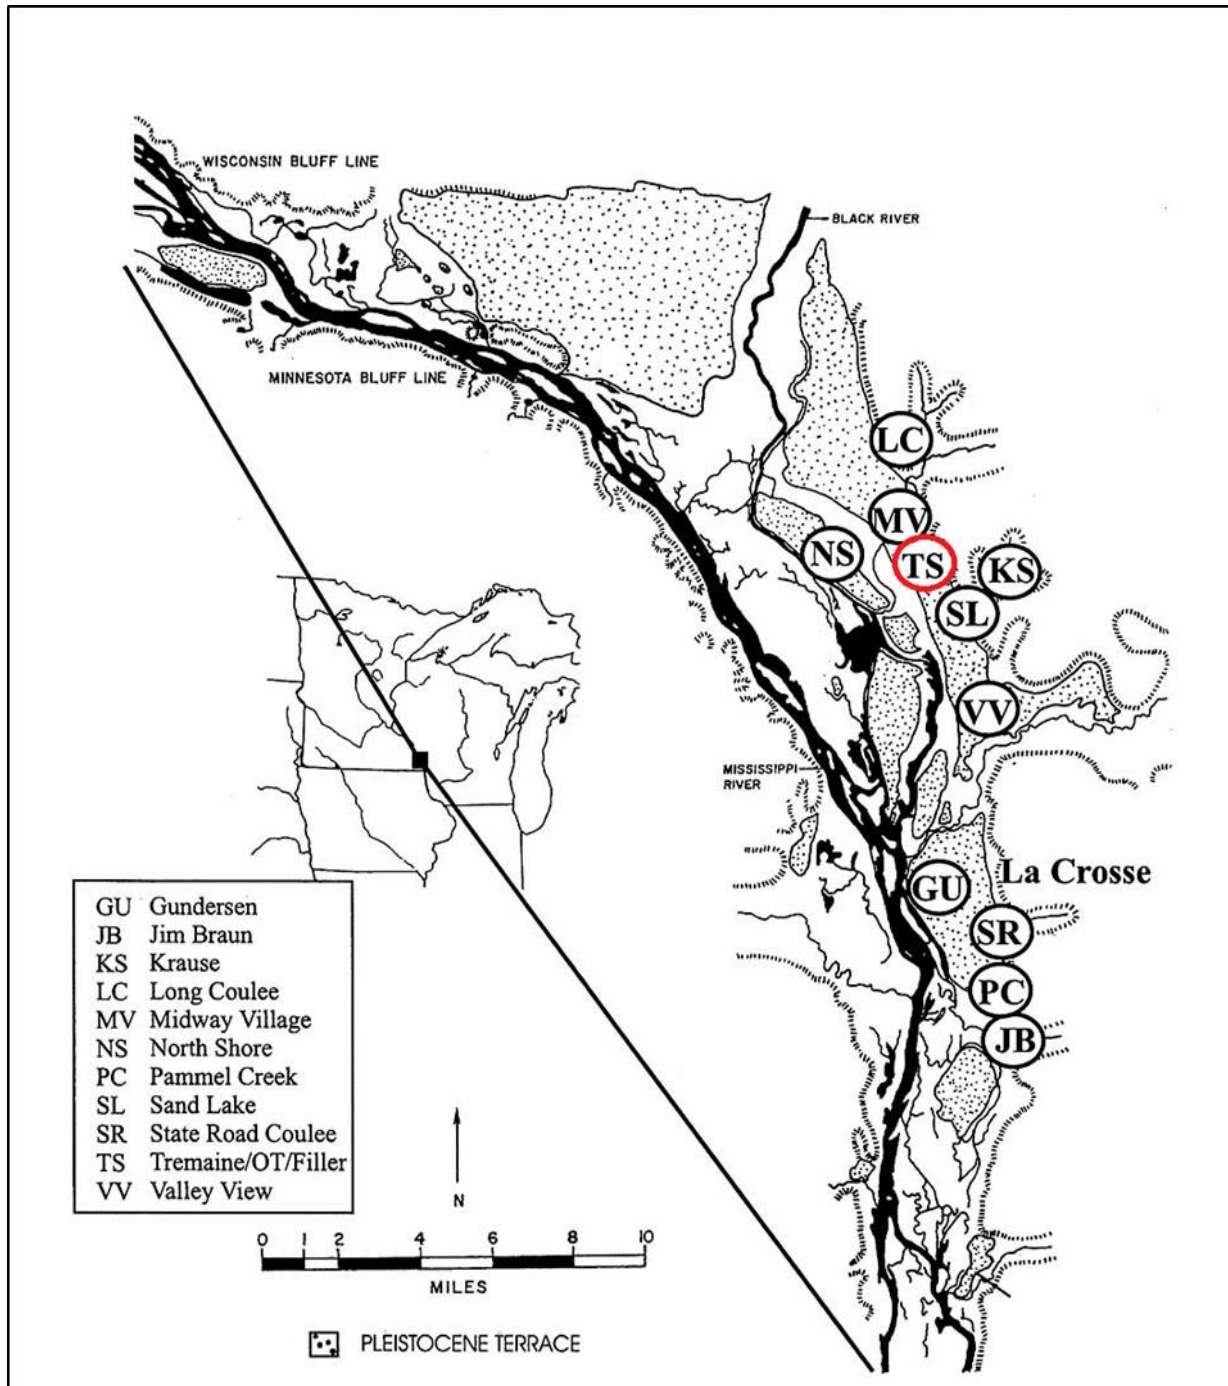 WISCONSIN BLUFF LINE
BLACK RIVER
MINNESOTA BLUFF LINE
LC
MV
NS
TS
KS
SL
VV
MISSISSIPPI
RIVER
La Crosse
GU
SR
PC
JB
GU Gundersen
JB Jim Braun
KS Krause
LC Long Coulee
MV Midway Village
NS North Shore
PC Pammel Creek
SL Sand Lake
SR State Road Coulee
TS Tremaine/OT/Filler
VV Valley View
N
0 1 2 4 6 8 10
MILES
PLEISTOCENE TERRACE